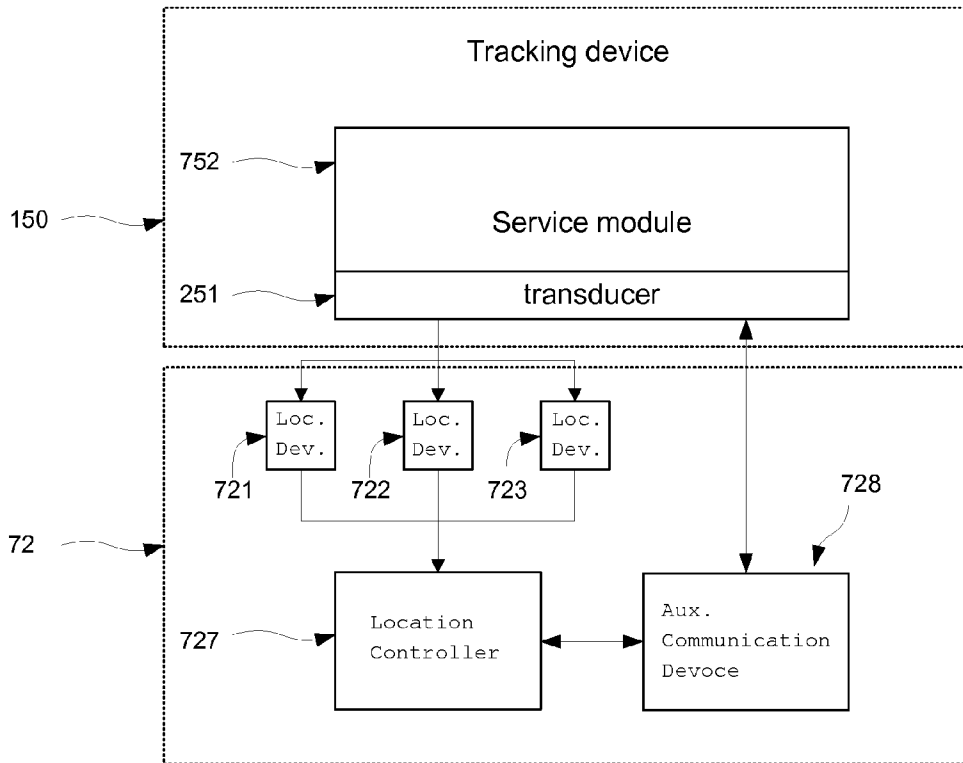 Tracking device
752
Service module
150
251
transducer
Loc.
Dev.
Loc.
Dev.
Loc.
Dev.
721
722
723
728
72
727
Location
Controller
Aux.
Communication
Devoce